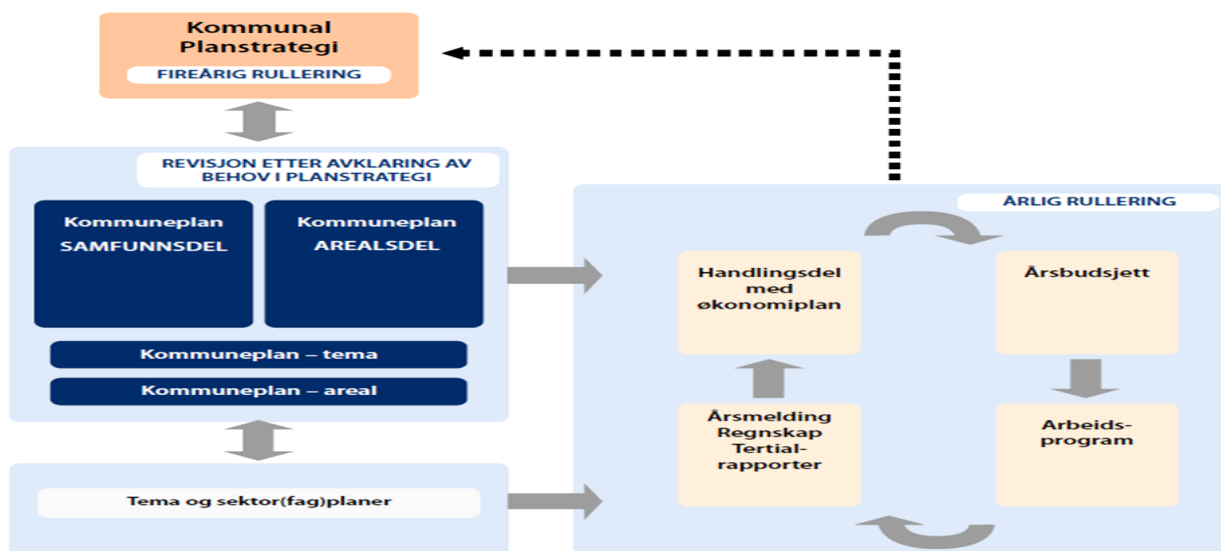 Kommunal
Planstrategi
FIREÅRIG RULLERING
REVISJON ETTER AVKLARING AV
BEHOV I PLANSTRATEGI
Kommuneplan
SAMFUNNSDEL
Kommuneplan
AREALSDEL
Kommuneplan – tema
Kommuneplan – areal
Tema og sektor(fag)planer
ÅRLIG RULLERING
Handlingsdel
med
økonomiplan
Årsbudsjett
Årsmelding
Regnskap
Tertial-
rapporter
Arbeids-
program